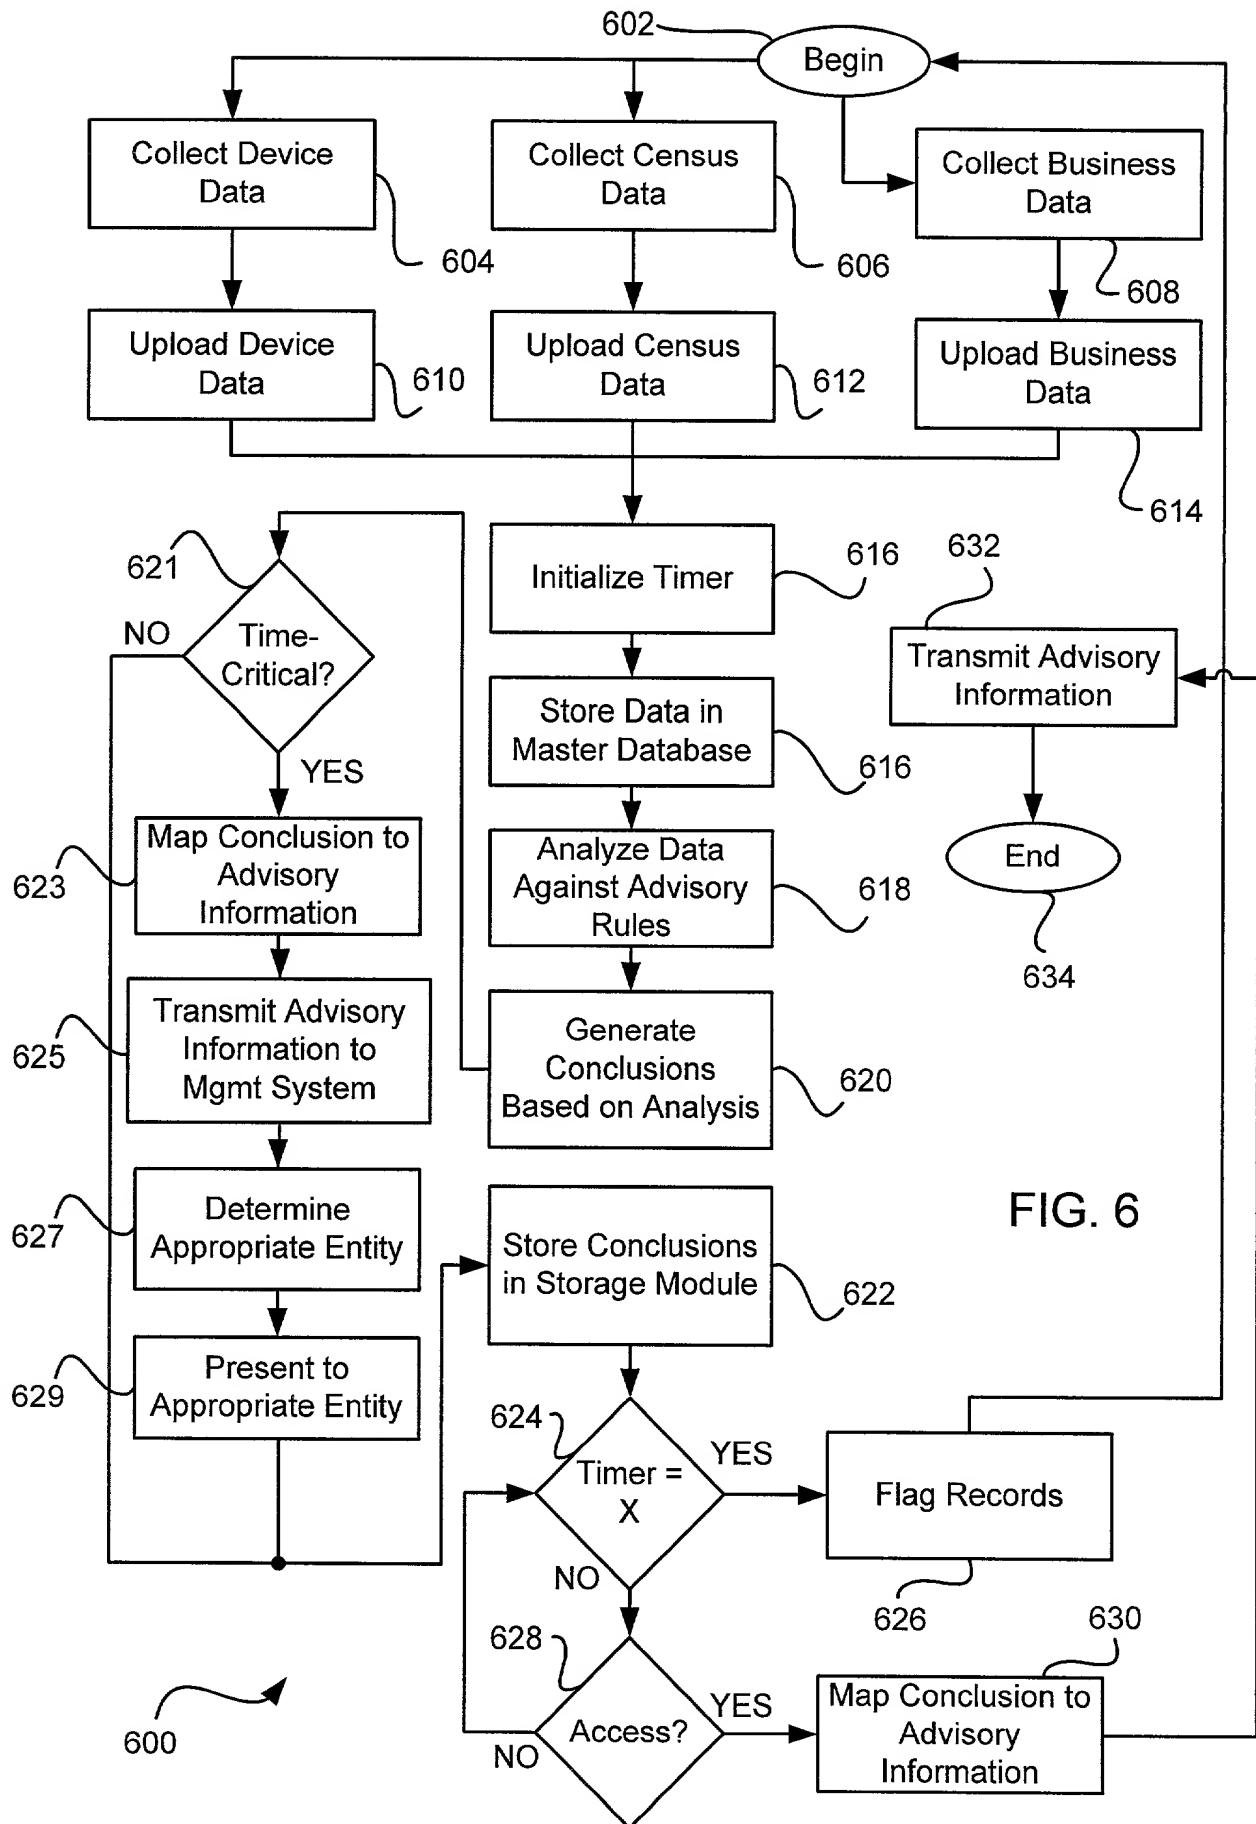 602
Begin
Collect Device
Data
604
Collect Census
Data
606
Collect Business
Data
608
Upload Device
Data
610
Upload Census
Data
612
Upload Business
Data
614
621
Time-
Critical?
NO
YES
Initialize Timer
616
632
Transmit Advisory
Information
Store Data in
Master Database
616
End
634
Map Conclusion to
Advisory
Information
623
Analyze Data
Against Advisory
Rules
618
Transmit Advisory
Information to
Mgmt System
625
Generate
Conclusions
Based on Analysis
620
Determine
Appropriate Entity
627
Store Conclusions
in Storage Module
622
FIG. 6
Present to
Appropriate Entity
629
624
Timer =
X
YES
NO
Flag Records
626
628
Access?
YES
NO
630
Map Conclusion to
Advisory
Information
600